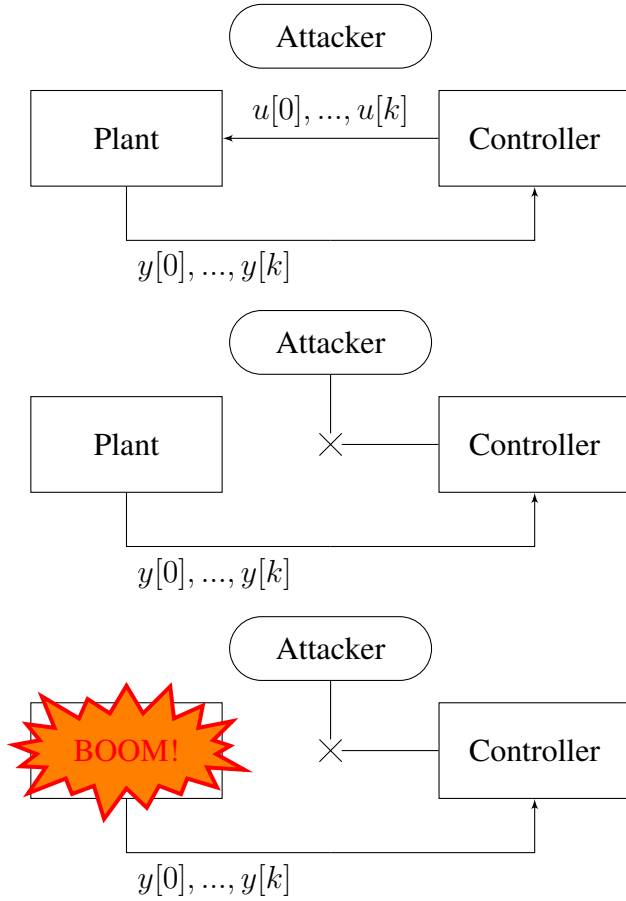 Attacker
u[0], ..., u[k]
Plant
Controller
y[0], ..., y[k]
Attacker
Plant
Controller
y[0], ..., y[k]
Attacker
BOOM!
Controller
y[0], ..., y[k]